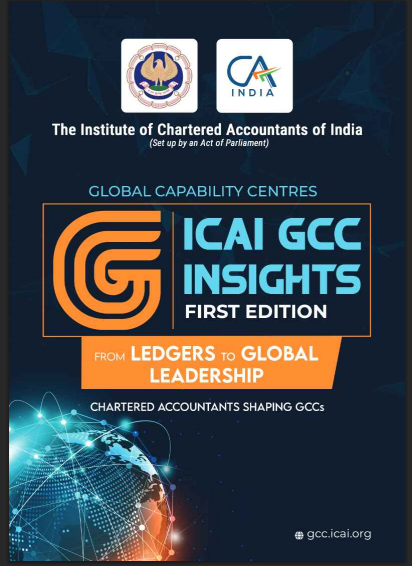 CA
INDIA
The Institute of Chartered Accountants of India
(Set up by an Act of Parliament)
GLOBAL CAPABILITY CENTRES
ICAI GCC
INSIGHTS
FIRST EDITION
FROM LEDGERS TO GLOBAL
LEADERSHIP
CHARTERED ACCOUNTANTS SHAPING GCCs
gcc.icai.org